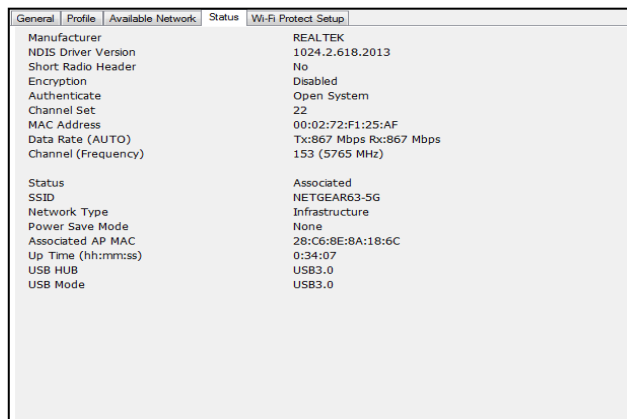 General Profile Available Network Status Wi-Fi Protect Setup
Manufacturer REALTEK
NDIS Driver Version 1024.2.618.2013
Short Radio Header No
Encryption Disabled
Authenticate Open System
Channel Set 22
MAC Address 00:02:72:F1:25:AF
Data Rate (AUTO) Tx:867 Mbps Rx:867 Mbps
Channel (Frequency) 153 (5765 MHz)
Status Associated
SSID NETGEAR63-5G
Network Type Infrastructure
Power Save Mode None
Associated AP MAC 28:C6:8E:8A:18:6C
Up Time (hh:mm:ss) 0:34:07
USB HUB USB3.0
USB Mode USB3.0